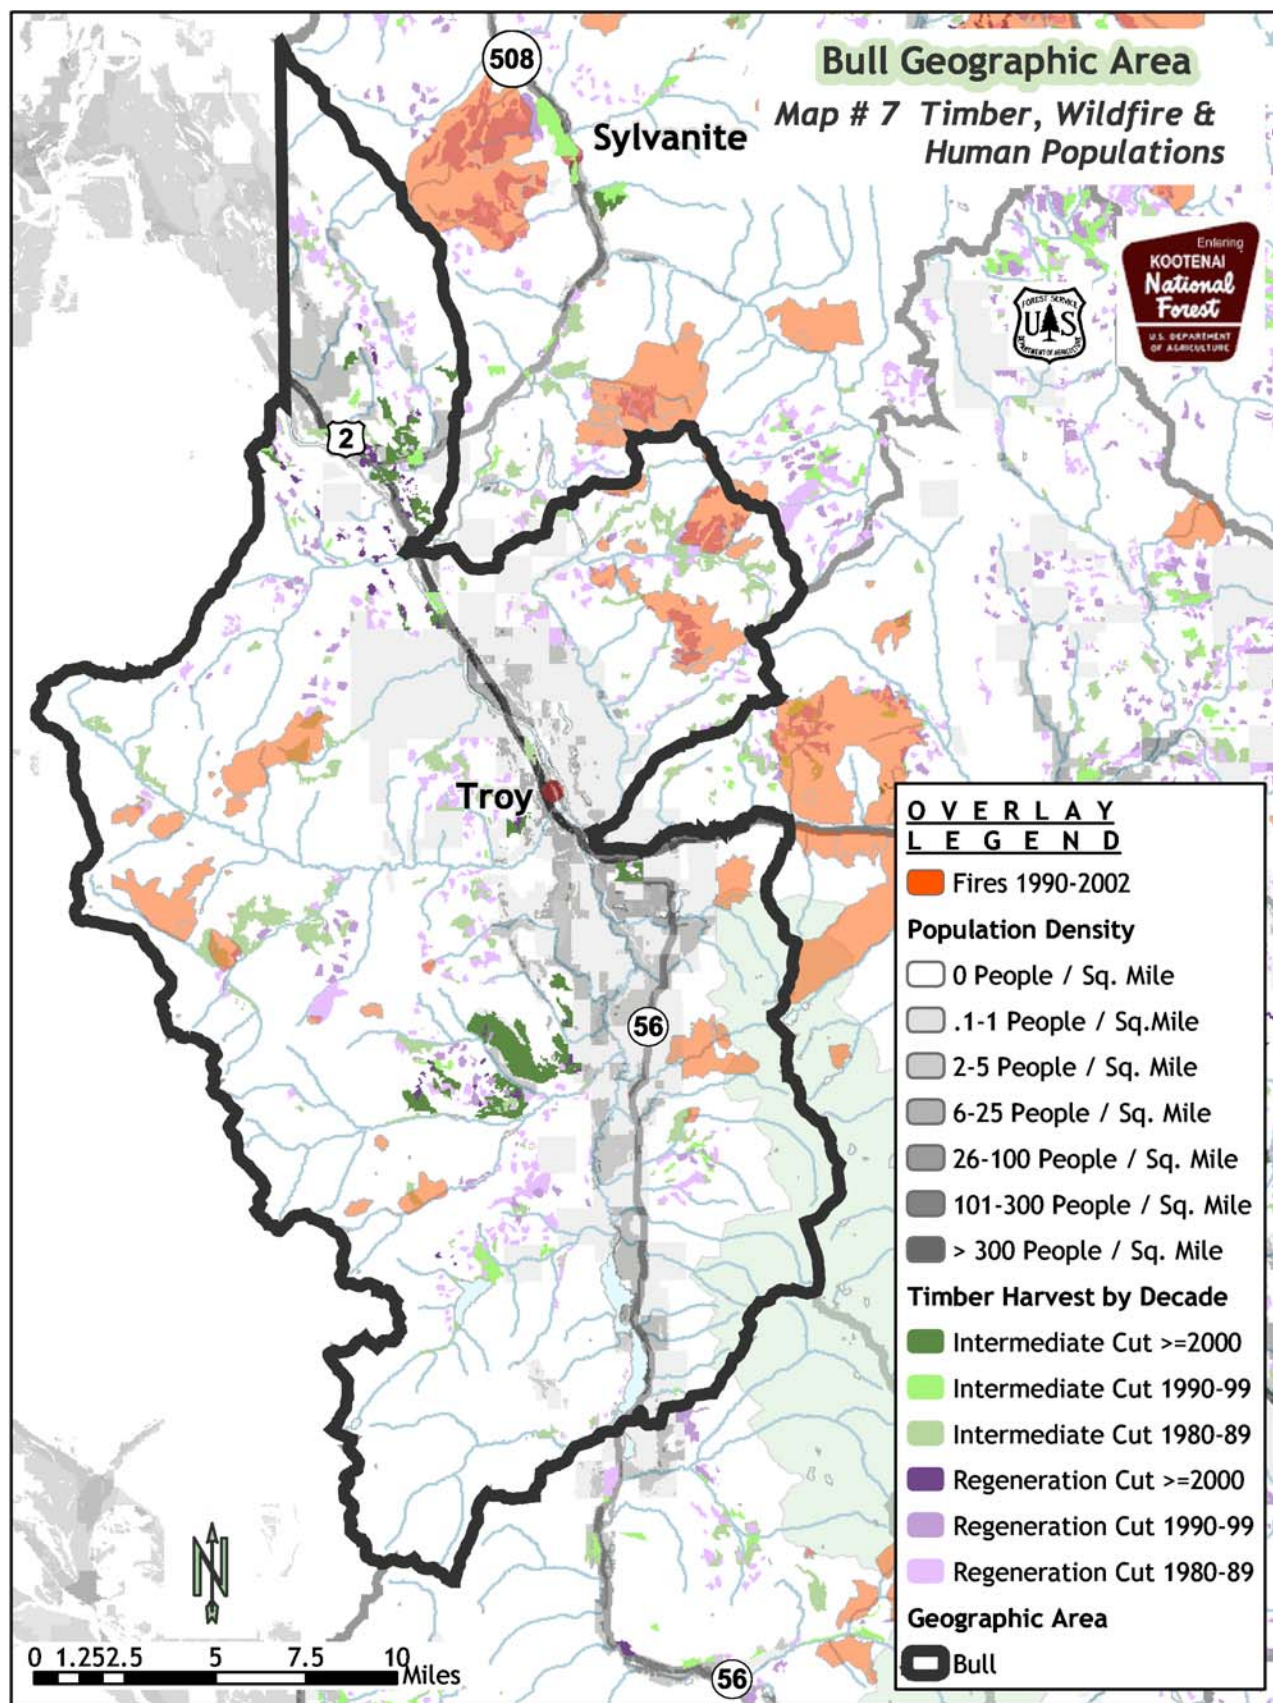 508
Bull Geographic Area
Map # 7 Timber, Wildfire &
Human Populations
Sylvanite
Entering
KOOTENAI
National
Forest
U.S. DEPARTMENT
OF AGRICULTURE
FOREST SERVICE
U S
DEPARTMENT OF AGRICULTURE
2
Troy
56
OVERLAY
LEGEND
Fires 1990-2002
Population Density
0 People / Sq. Mile
.1-1 People / Sq.Mile
2-5 People / Sq. Mile
6-25 People / Sq. Mile
26-100 People / Sq. Mile
101-300 People / Sq. Mile
> 300 People / Sq. Mile
Timber Harvest by Decade
Intermediate Cut >=2000
Intermediate Cut 1990-99
Intermediate Cut 1980-89
Regeneration Cut >=2000
Regeneration Cut 1990-99
Regeneration Cut 1980-89
Geographic Area
Bull
N
0 1.25 2.5 5 7.5 10 Miles
56